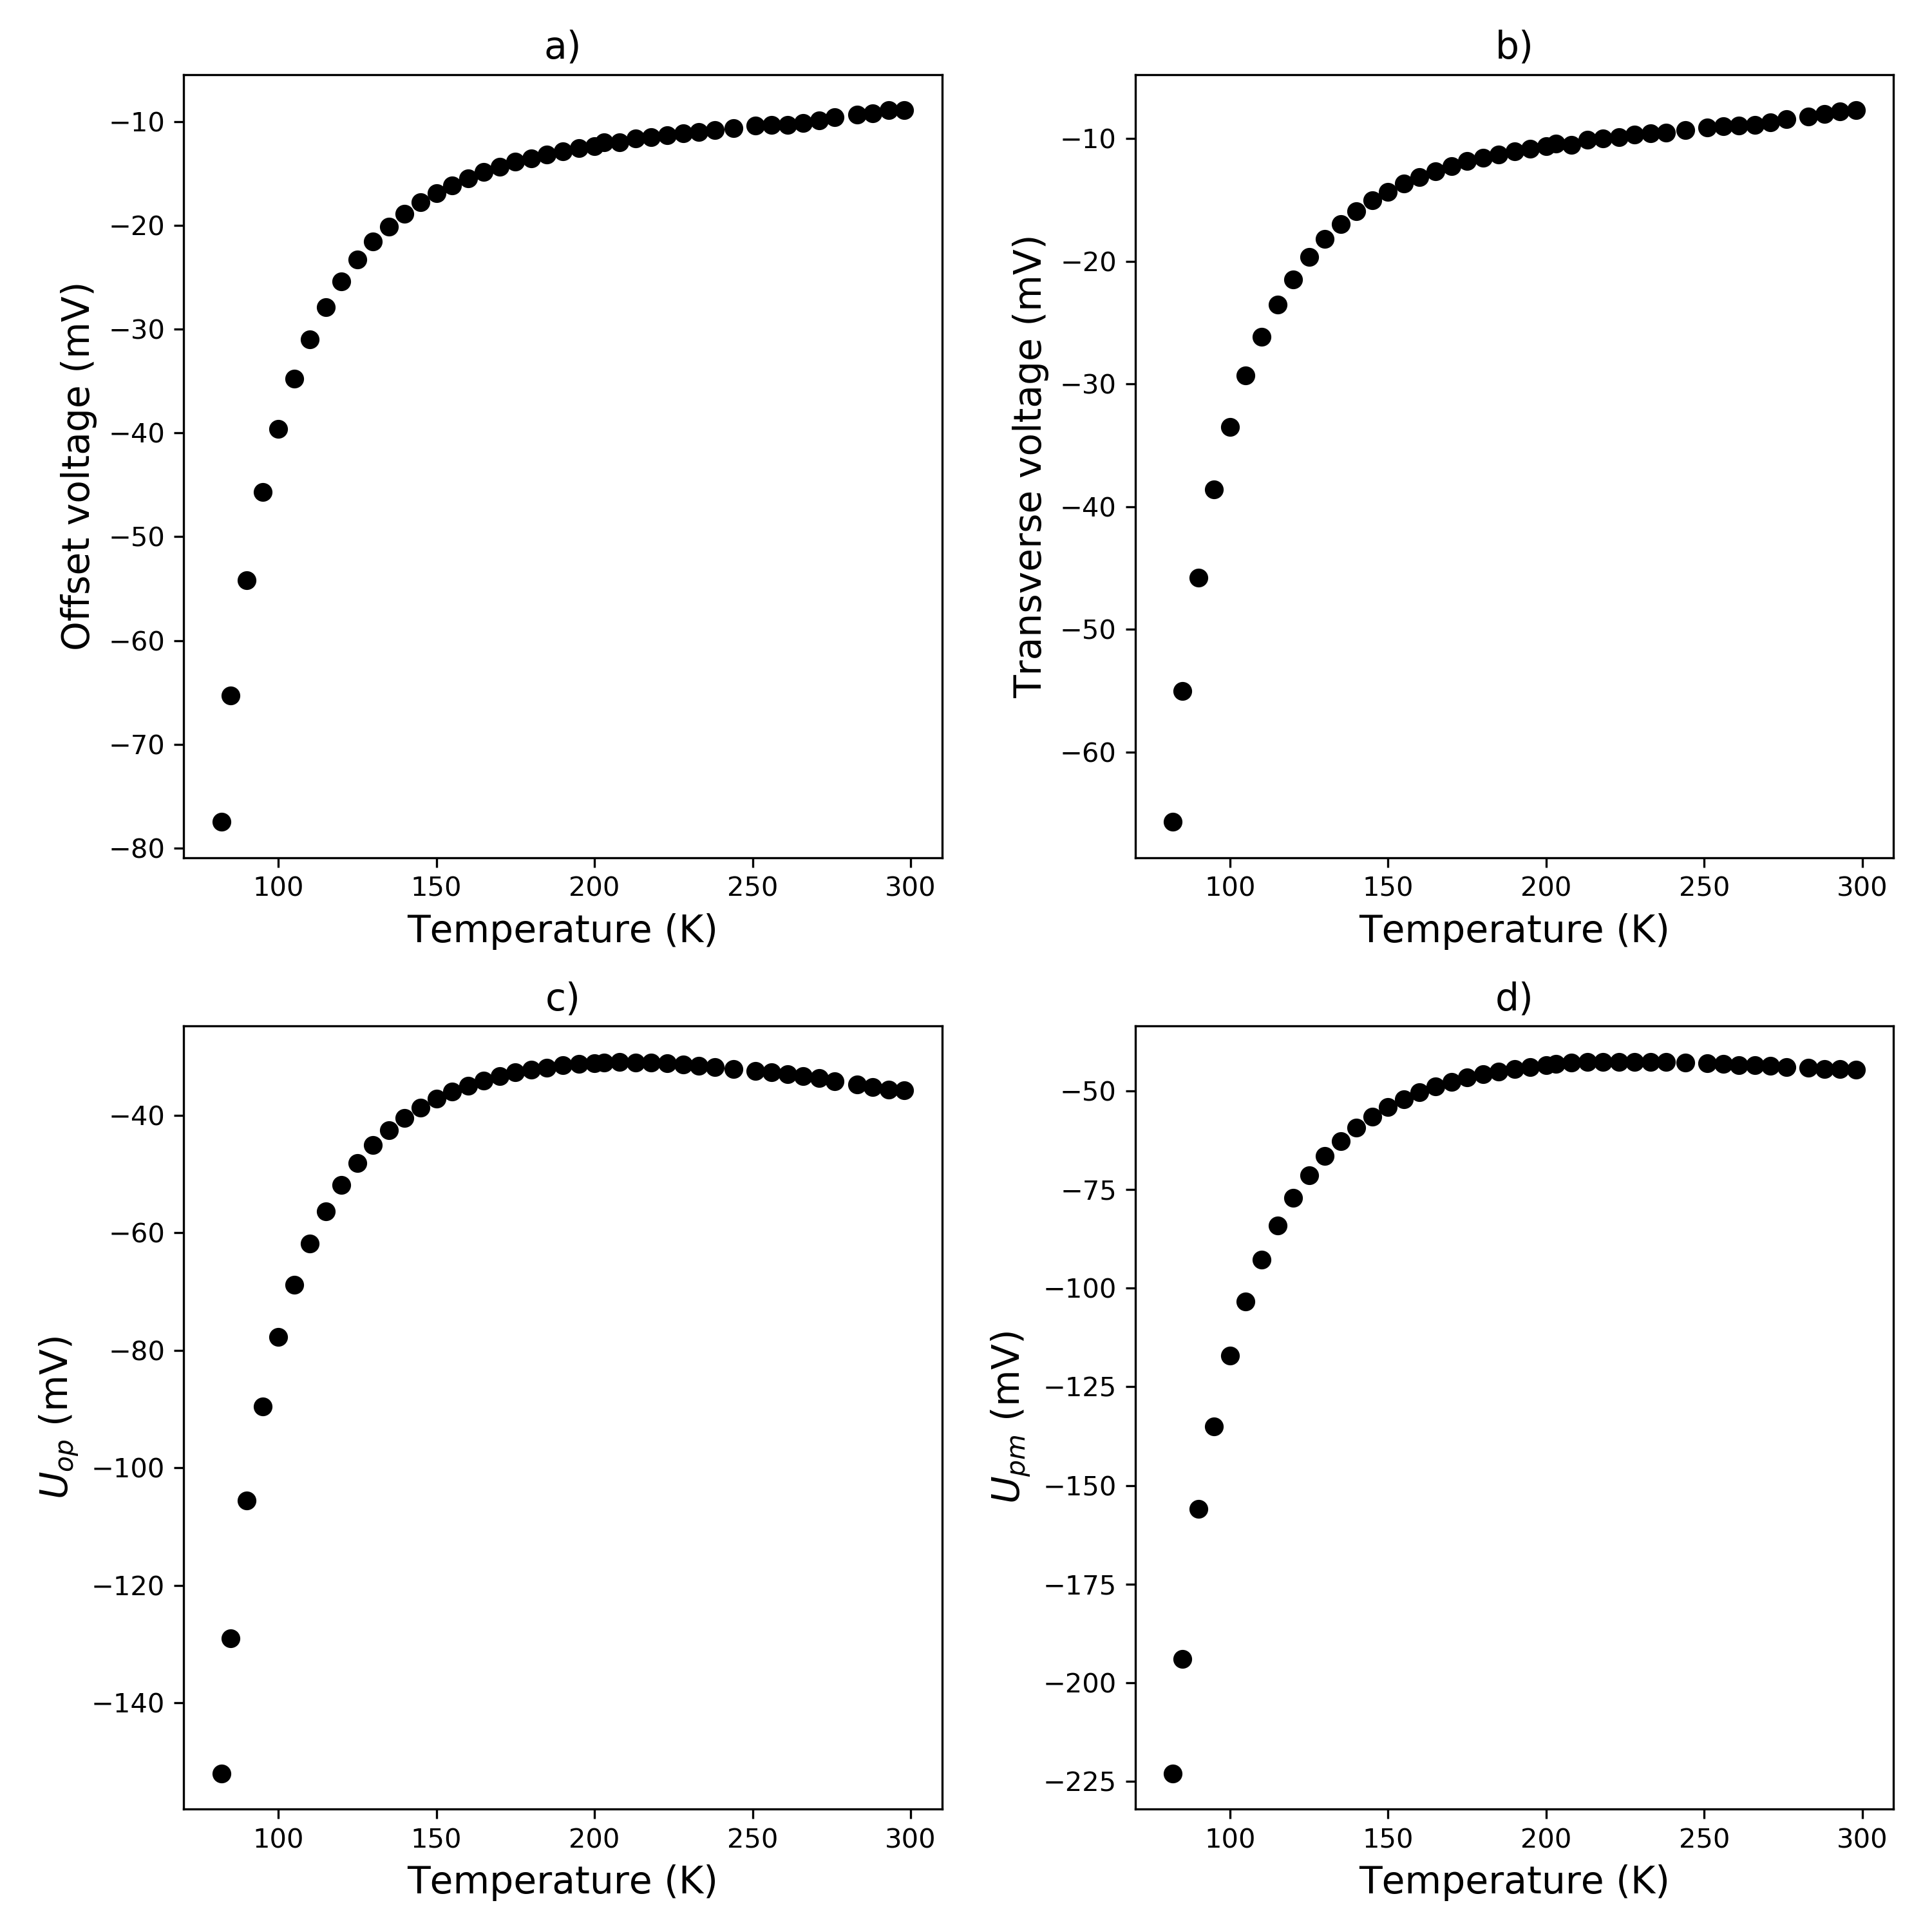 a)
Offset voltage (mV)
−10
−20
−30
−40
−50
−60
−70
−80
100 150 200 250 300
Temperature (K)
b)
Transverse voltage (mV)
−10
−20
−30
−40
−50
−60
100 150 200 250 300
Temperature (K)
c)
U_op (mV)
−40
−60
−80
−100
−120
−140
100 150 200 250 300
Temperature (K)
d)
U_pm (mV)
−50
−75
−100
−125
−150
−175
−200
−225
100 150 200 250 300
Temperature (K)